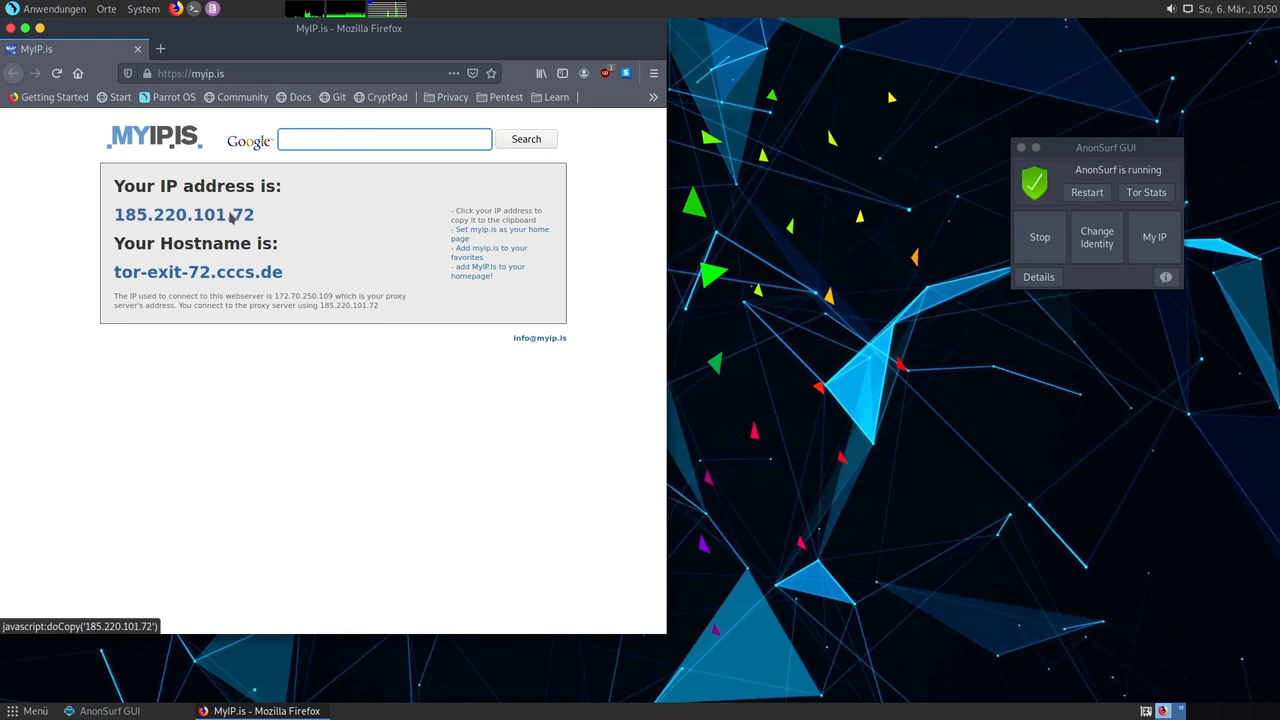 Anwendungen Orte System
So, 6. Mär., 10:50
MyIP.is - Mozilla Firefox
MyIP.is
https://myip.is
Getting Started Start Parrot OS Community Docs Git CryptPad Privacy Pentest Learn
MYIP.IS
Google Search
Your IP address is:
185.220.101.72
Your Hostname is:
tor-exit-72.cccs.de
The IP used to connect to this webserver is 172.70.250.109 which is your proxy
server's address. You connect to the proxy server using 185.220.101.72
- Click your IP address to
copy it to the clipboard
- Set myip.is as your home
page
- Add myip.is to your
favorites
- add MyIP.is to your
homepage!
info@myip.is
AnonSurf GUI
AnonSurf is running
Restart Tor Stats
Stop
Change
Identity
My IP
Details
javascript:doCopy('185.220.101.72')
Menü AnonSurf GUI MyIP.is - Mozilla Firefox